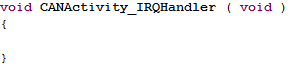 void CANActivity_IRQHandler ( void )
{
}